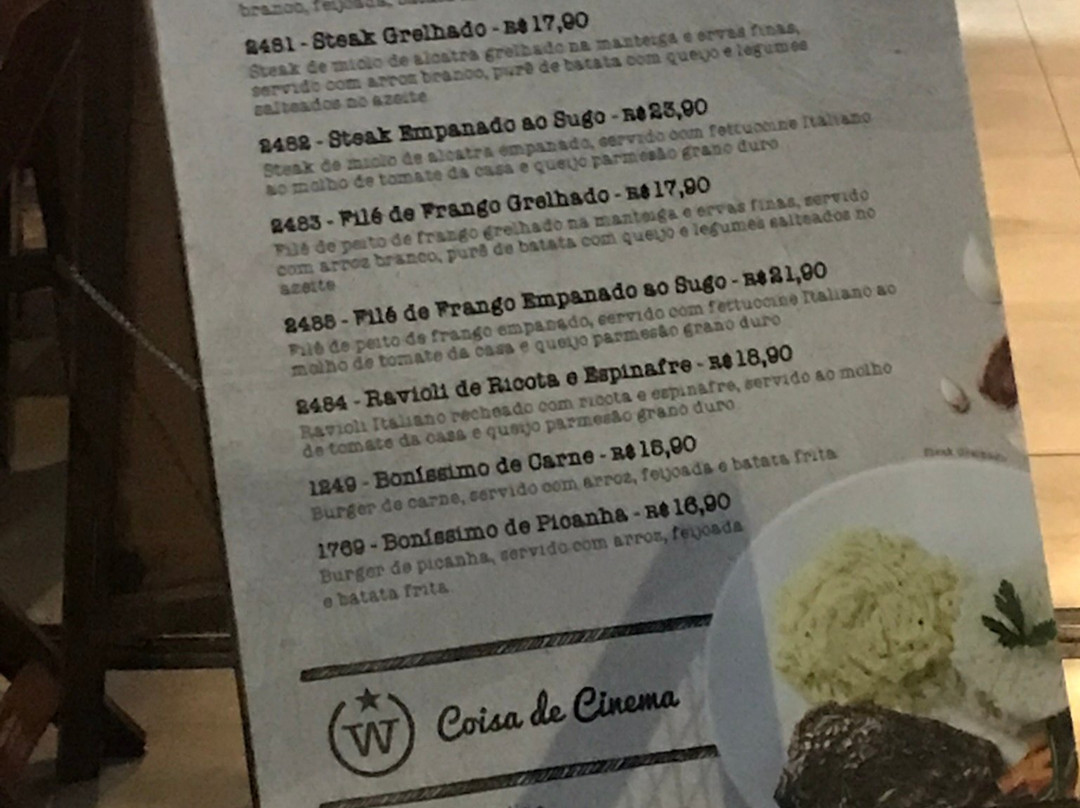 branco, feijoada, batata
2481 - Steak Grelhado - R$17,90
Steak de miolo de alcatra grelhado na manteiga e ervas finas,
servido com arroz branco, purê de batata com queijo e legumes
salteados no azeite
2482 - Steak Empanado ao Sugo - R$23,90
Steak de miolo de alcatra empanado, servido com fettuccine Italiano
ao molho de tomate da casa e queijo parmesão grano duro
2483 - Filé de Frango Grelhado - R$17,90
Filé de peito de frango grelhado na manteiga e ervas finas, servido
com arroz branco, purê de batata com queijo e legumes salteados no
azeite
2485 - Filé de Frango Empanado ao Sugo - R$21,90
Filé de peito de frango empanado, servido com fettuccine Italiano ao
molho de tomate da casa e queijo parmesão grano duro
2484 - Ravioli de Ricota e Espinafre - R$18,90
Ravioli Italiano recheado com ricota e espinafre, servido ao molho
de tomate da casa e queijo parmesão grano duro
1249 - Boníssimo de Carne - R$15,90
Burger de carne, servido com arroz, feijoada e batata frita
1769 - Boníssimo de Picanha - R$16,90
Burger de picanha, servido com arroz, feijoada
e batata frita
W Coisa de Cinema